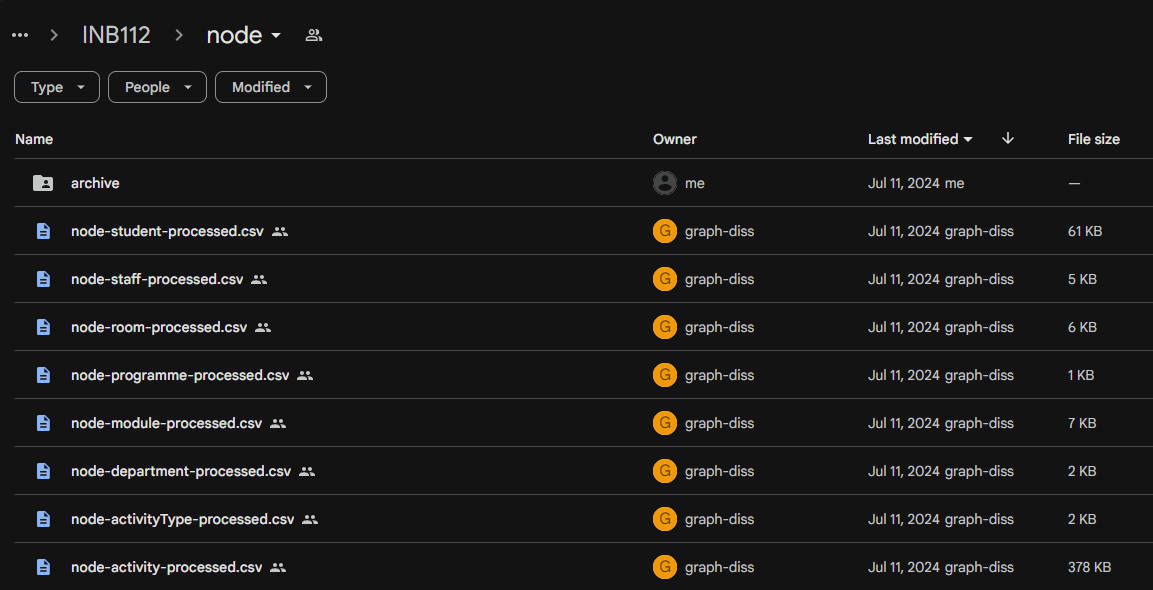 ... > INB112 > node
Type People Modified
Name Owner Last modified File size
archive me Jul 11, 2024 me —
node-student-processed.csv G graph-diss Jul 11, 2024 graph-diss 61 KB
node-staff-processed.csv G graph-diss Jul 11, 2024 graph-diss 5 KB
node-room-processed.csv G graph-diss Jul 11, 2024 graph-diss 6 KB
node-programme-processed.csv G graph-diss Jul 11, 2024 graph-diss 1 KB
node-module-processed.csv G graph-diss Jul 11, 2024 graph-diss 7 KB
node-department-processed.csv G graph-diss Jul 11, 2024 graph-diss 2 KB
node-activityType-processed.csv G graph-diss Jul 11, 2024 graph-diss 2 KB
node-activity-processed.csv G graph-diss Jul 11, 2024 graph-diss 378 KB